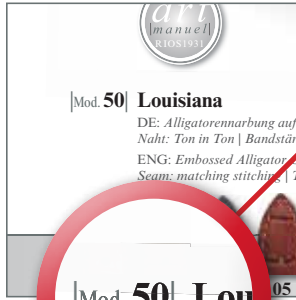 art
|manuel|
RIOS1931
|Mod. 50| Louisiana
DE: Alligatorennarbung auf
Naht: Ton in Ton | Bandstär
ENG: Embossed Alligator
Seam: matching stitching | T
|Mod. 50| Lou
05